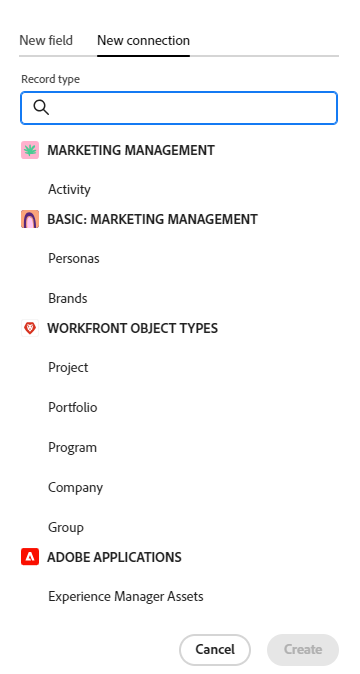 New field New connection
Record type
MARKETING MANAGEMENT
Activity
BASIC: MARKETING MANAGEMENT
Personas
Brands
WORKFRONT OBJECT TYPES
Project
Portfolio
Program
Company
Group
ADOBE APPLICATIONS
Experience Manager Assets
Cancel Create